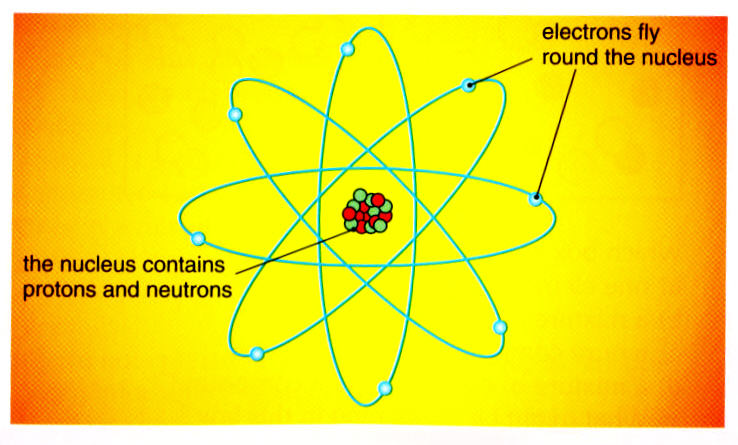 electrons fly
round the nucleus
the nucleus contains
protons and neutrons